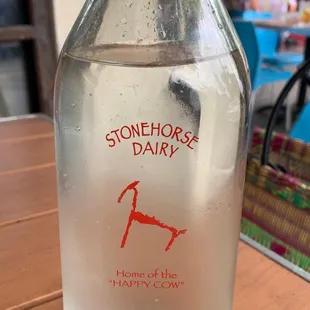 STONEHORSE
DAIRY
Home of the
"HAPPY COW"